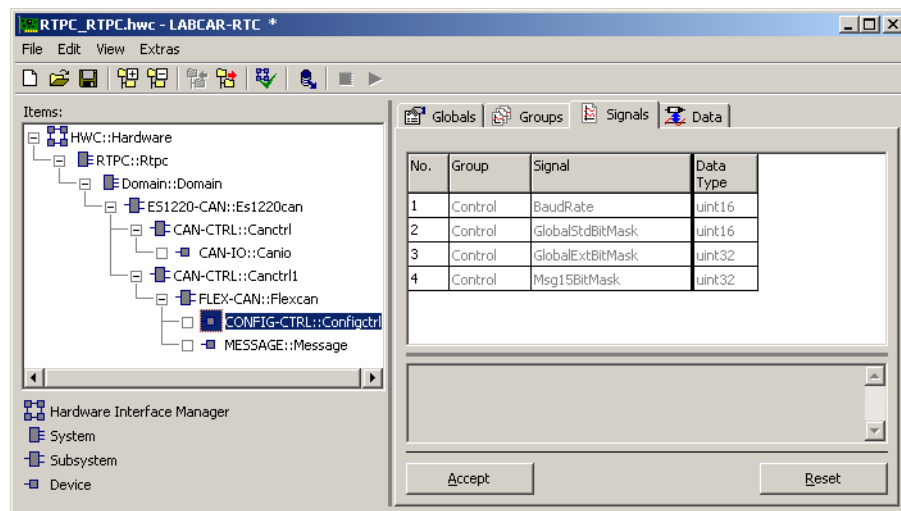 RTPC_RTPC.hwc - LABCAR-RTC *
File Edit View Extras
Items:
HWC::Hardware
RTPC::Rtpc
Domain::Domain
ES1220-CAN::Es1220can
CAN-CTRL::Canctrl
CAN-IO::Canio
CAN-CTRL::Canctrl1
FLEX-CAN::Flexcan
CONFIG-CTRL::Configctrl
MESSAGE::Message
Hardware Interface Manager
System
Subsystem
Device
Globals Groups Signals Data
No. Group Signal Data Type
1 Control BaudRate uint16
2 Control GlobalStdBitMask uint16
3 Control GlobalExtBitMask uint32
4 Control Msg15BitMask uint32
Accept Reset